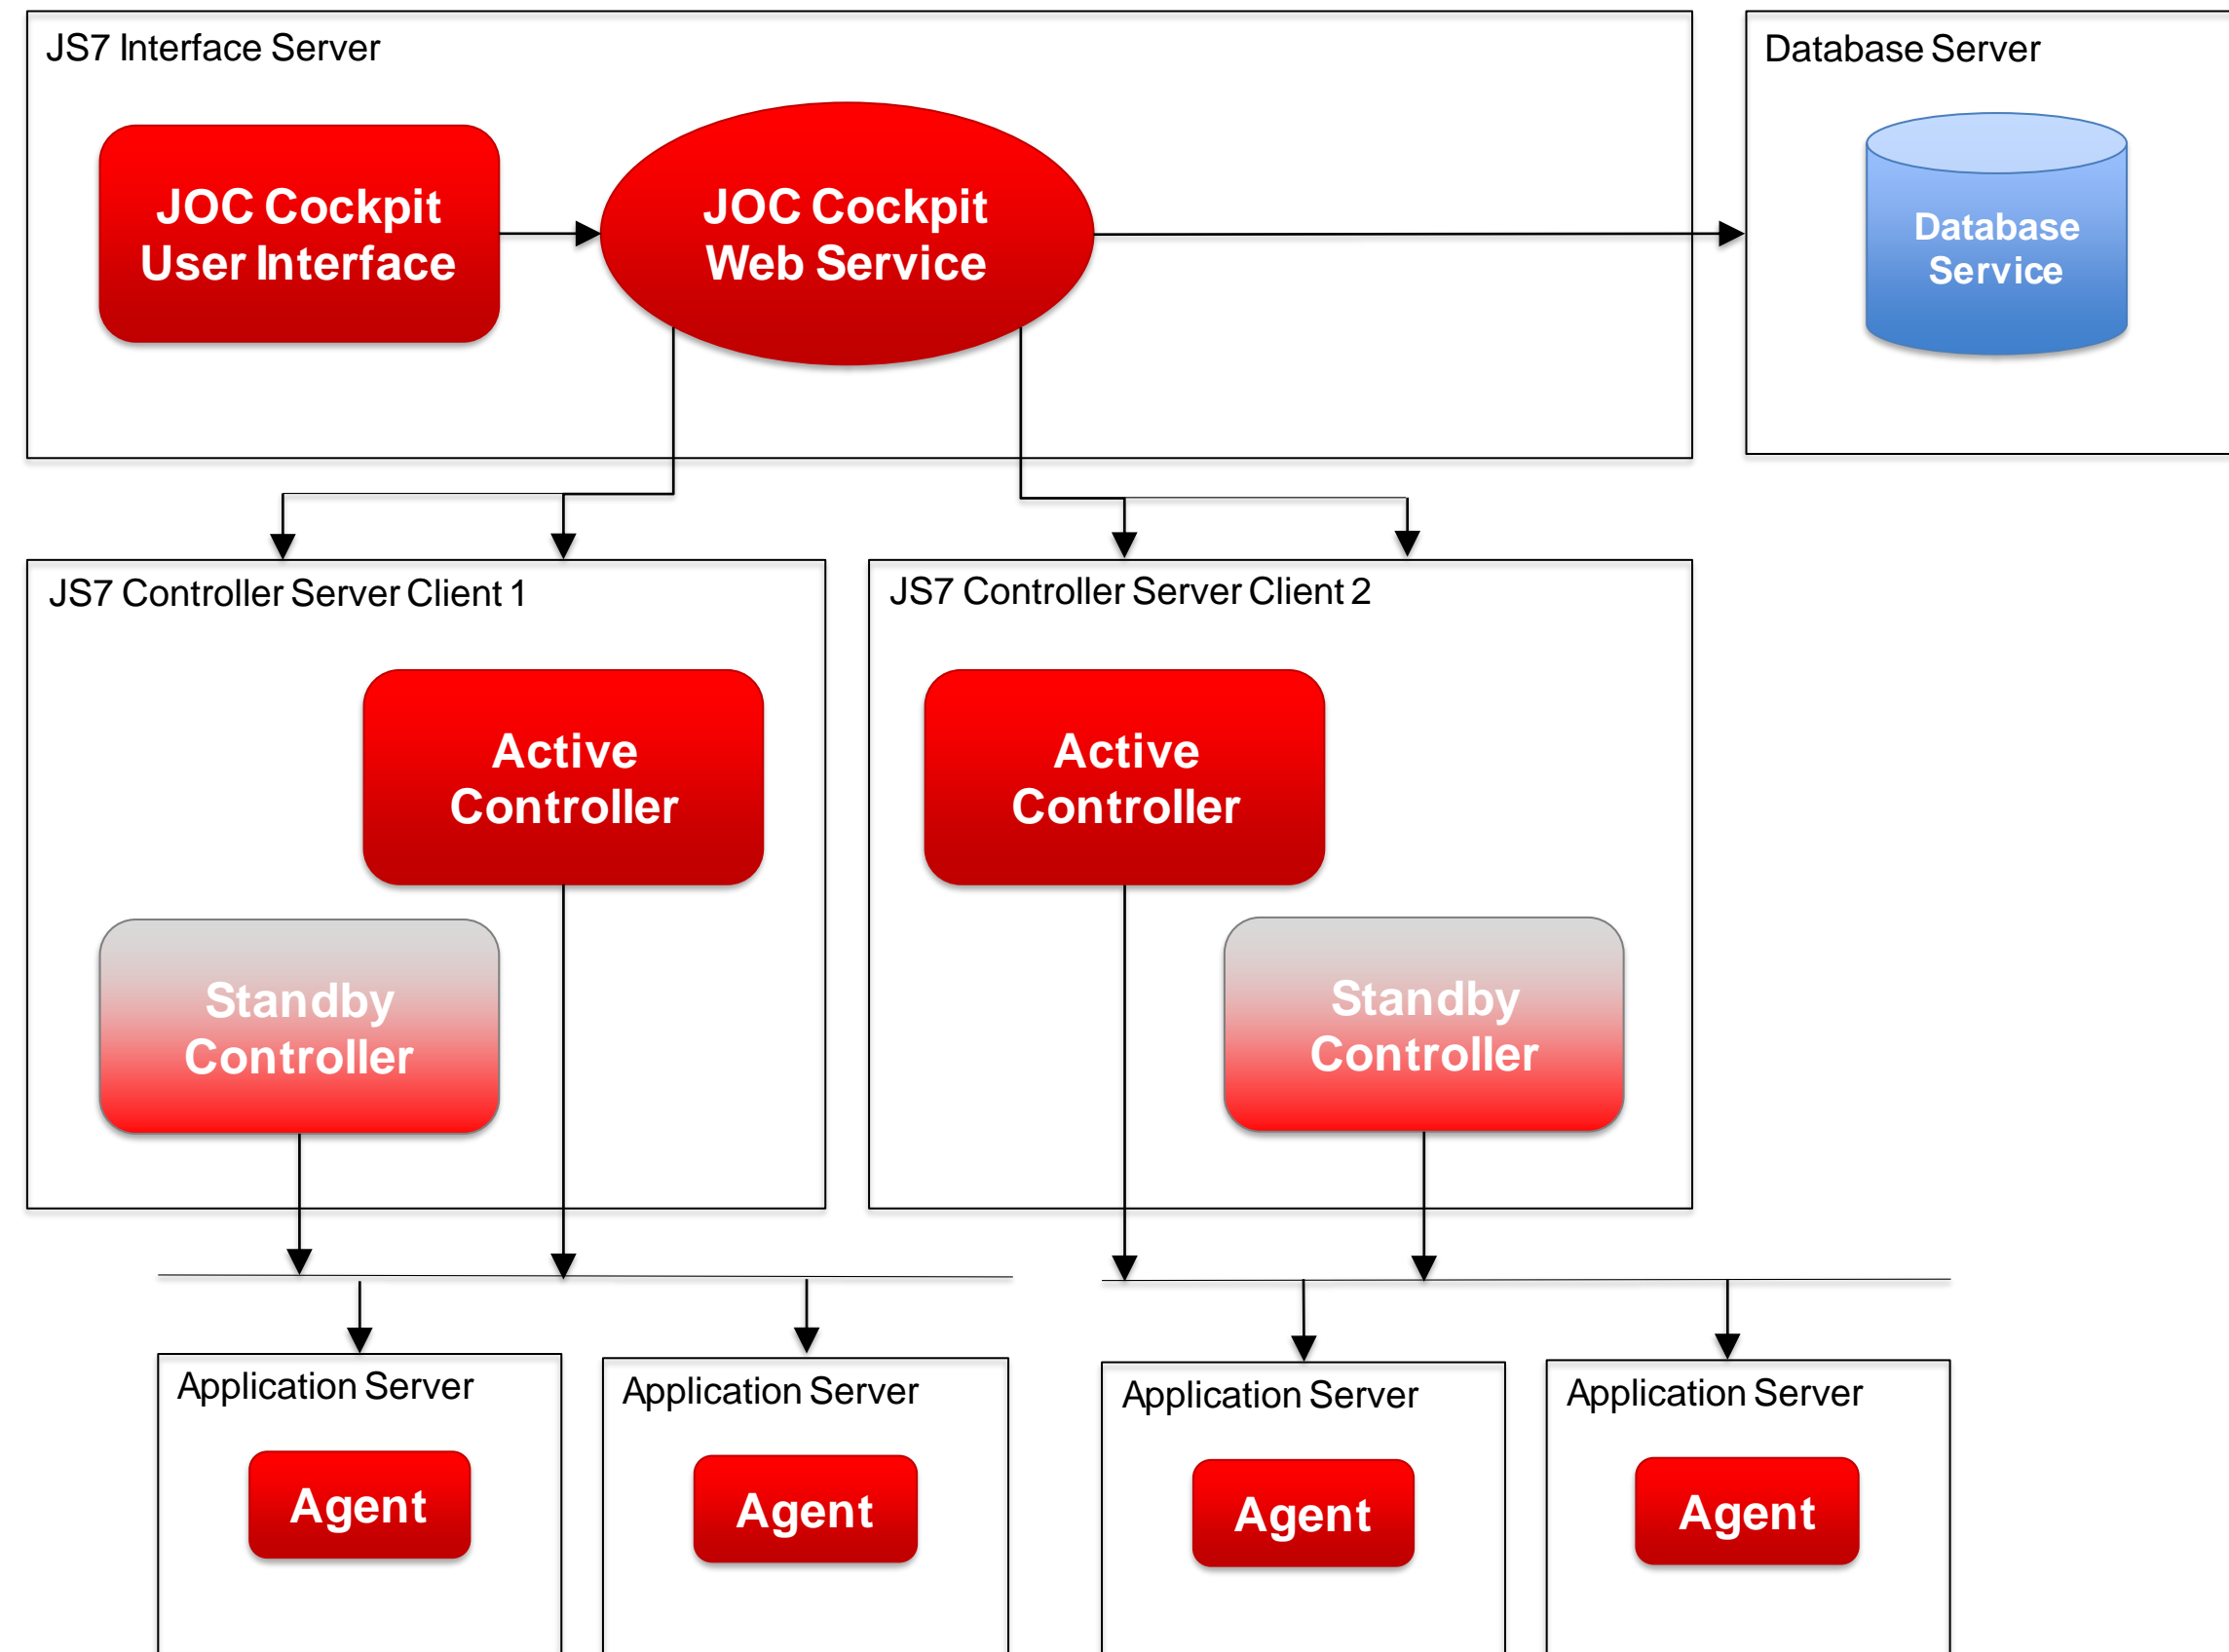 JS7 Interface Server
Database Server
JOC Cockpit
User Interface
JOC Cockpit
Web Service
Database
Service
JS7 Controller Server Client 1
JS7 Controller Server Client 2
Active
Controller
Active
Controller
Standby
Controller
Standby
Controller
Application Server
Application Server
Application Server
Application Server
Agent
Agent
Agent
Agent